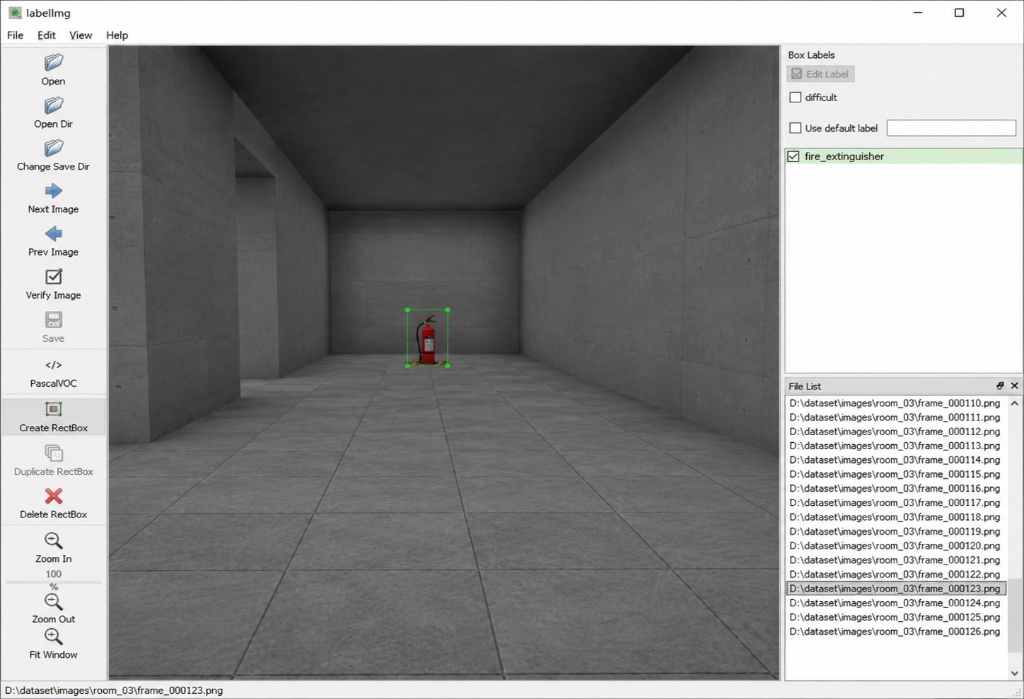 labelImg
File Edit View Help
Open
Open Dir
Change Save Dir
Next Image
Prev Image
Verify Image
Save
</>
PascalVOC
Create RectBox
Duplicate RectBox
Delete RectBox
Zoom In
100
%
Zoom Out
Fit Window
Box Labels
Edit Label
difficult
Use default label
fire_extinguisher
File List
D:\dataset\images\room_03\frame_000110.png
D:\dataset\images\room_03\frame_000111.png
D:\dataset\images\room_03\frame_000112.png
D:\dataset\images\room_03\frame_000113.png
D:\dataset\images\room_03\frame_000114.png
D:\dataset\images\room_03\frame_000115.png
D:\dataset\images\room_03\frame_000116.png
D:\dataset\images\room_03\frame_000117.png
D:\dataset\images\room_03\frame_000118.png
D:\dataset\images\room_03\frame_000119.png
D:\dataset\images\room_03\frame_000120.png
D:\dataset\images\room_03\frame_000121.png
D:\dataset\images\room_03\frame_000122.png
D:\dataset\images\room_03\frame_000123.png
D:\dataset\images\room_03\frame_000124.png
D:\dataset\images\room_03\frame_000125.png
D:\dataset\images\room_03\frame_000126.png
D:\dataset\images\room_03\frame_000123.png